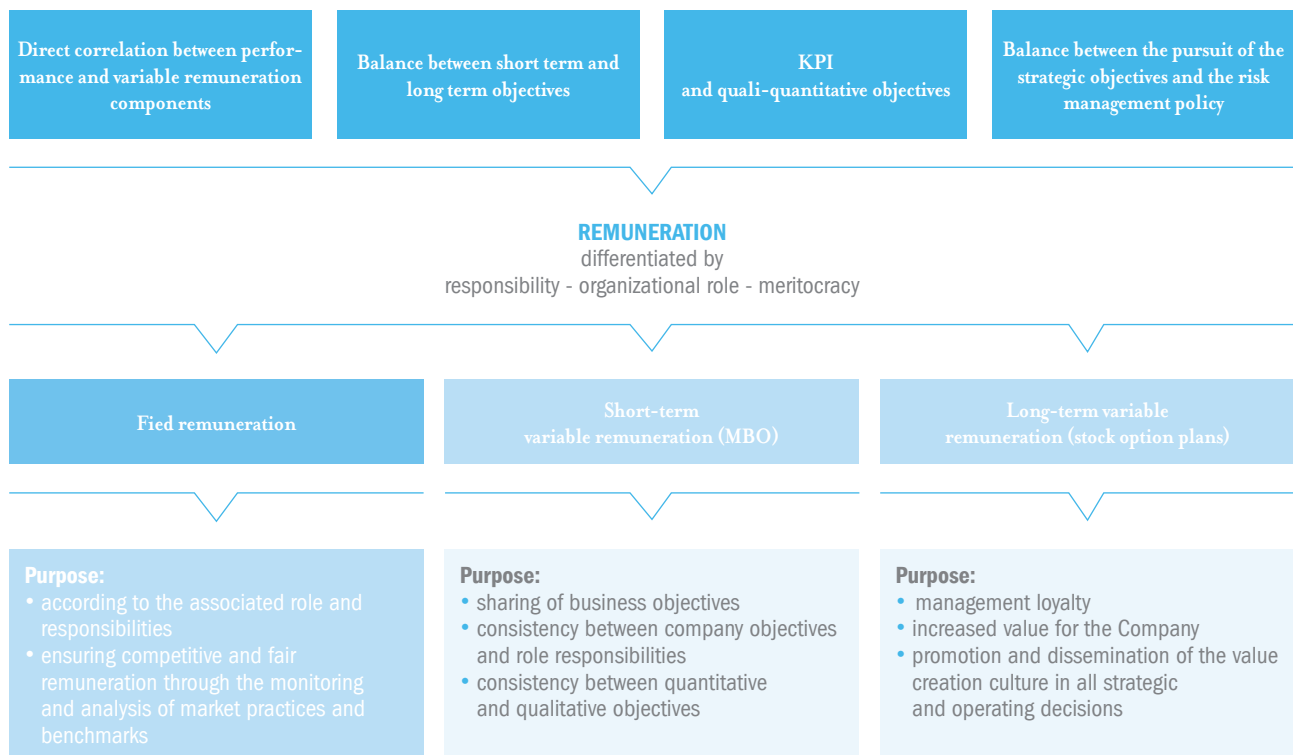 Direct correlation between perfor-
mance and variable remuneration
components
Balance between short term and
long term objectives
KPI
and quali-quantitative objectives
Balance between the pursuit of the
strategic objectives and the risk
management policy
REMUNERATION
differentiated by
responsibility - organizational role - meritocracy
Fied remuneration
Short-term
variable remuneration (MBO)
Long-term variable
remuneration (stock option plans)
Purpose:
• according to the associated role and
responsibilities
• ensuring competitive and fair
remuneration through the monitoring
and analysis of market practices and
benchmarks
Purpose:
• sharing of business objectives
• consistency between company objectives
and role responsibilities
• consistency between quantitative
and qualitative objectives
Purpose:
• management loyalty
• increased value for the Company
• promotion and dissemination of the value
creation culture in all strategic
and operating decisions